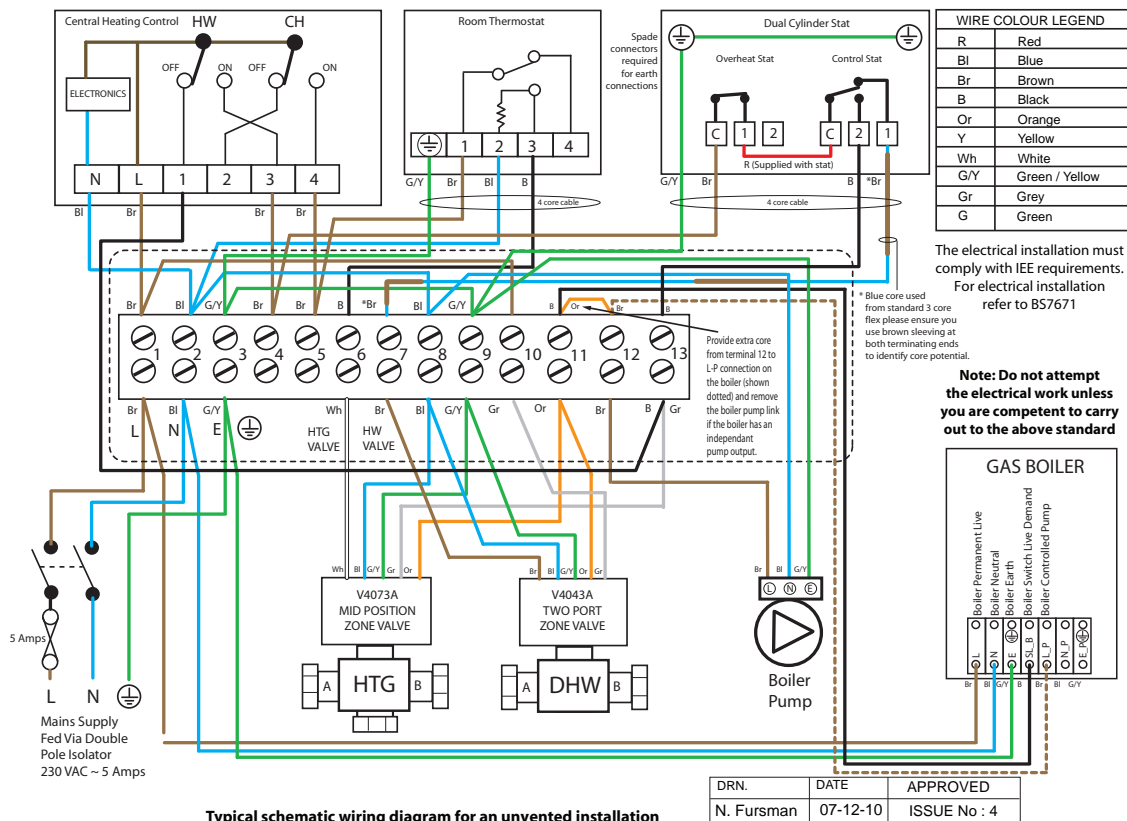 Central Heating Control
HW
CH
OFF
ON
OFF
ON
ELECTRONICS
N
L
1
2
3
4
Bl
Br
Br
Br
Room Thermostat
1
2
3
4
G/Y
Br
Bl
B
4 core cable
Spade
connectors
required
for earth
connections
Dual Cylinder Stat
Overheat Stat
Control Stat
C
1
2
C
2
1
R (Supplied with stat)
G/Y
Br
B
*Br
4 core cable
WIRE COLOUR LEGEND
R Red
Bl Blue
Br Brown
B Black
Or Orange
Y Yellow
Wh White
G/Y Green / Yellow
Gr Grey
G Green
The electrical installation must
comply with IEE requirements.
For electrical installation
refer to BS7671
* Blue core used
from standard 3 core
flex please ensure you
use brown sleeving at
both terminating ends
to identify core potential.
Note: Do not attempt
the electrical work unless
you are competent to carry
out to the above standard
Br
Bl
G/Y
Br
Br
B
*Br
Bl
G/Y
B
Or
Br
B
1
2
3
4
5
6
7
8
9
10
11
12
13
Provide extra core
from terminal 12 to
L-P connection on
the boiler (shown
dotted) and remove
the boiler pump link
if the boiler has an
independant
pump output.
Br
Bl
G/Y
Wh
Br
Bl
G/Y
Gr
Or
Br
B
Gr
L
N
E
HTG
VALVE
HW
VALVE
5 Amps
L
N
Mains Supply
Fed Via Double
Pole Isolator
230 VAC ~ 5 Amps
Wh
Bl
G/Y
Gr
Or
V4073A
MID POSITION
ZONE VALVE
A
HTG
B
Br
Bl
G/Y
Or
Gr
V4043A
TWO PORT
ZONE VALVE
A
DHW
B
Br
Bl
G/Y
L
N
E
Boiler
Pump
GAS BOILER
Boiler Permanent Live
Boiler Neutral
Boiler Earth
Boiler Switch Live Demand
Boiler Controlled Pump
L
N
E
SL_B
L_P
N_P
E_P
Br
Bl
G/Y
B
Br
Bl
G/Y
DRN.
DATE
APPROVED
N. Fursman
07-12-10
ISSUE No : 4
Typical schematic wiring diagram for an unvented installation